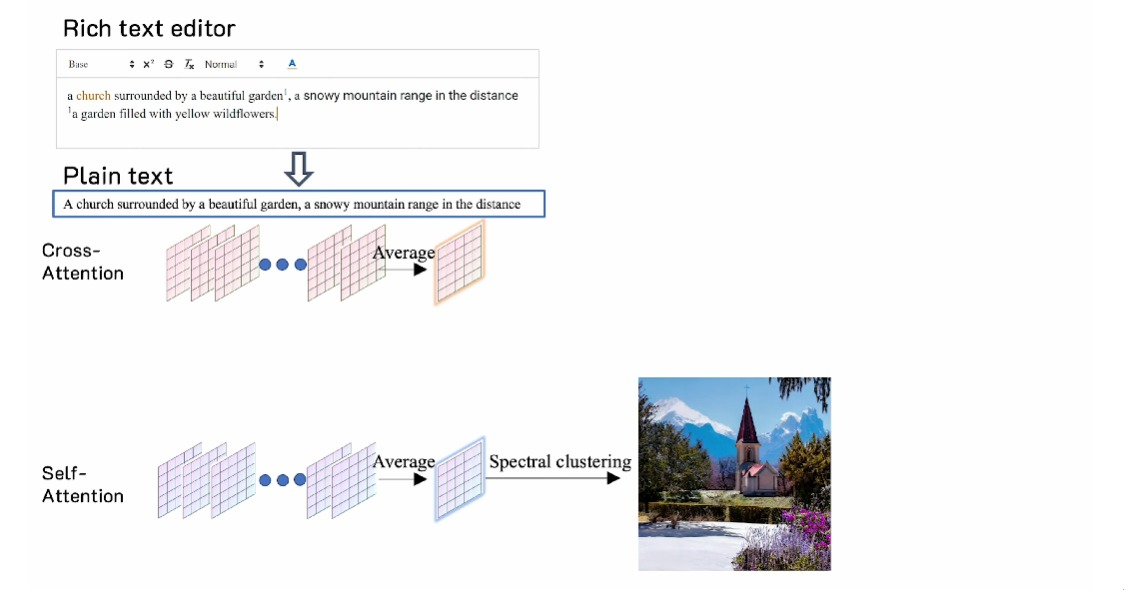 Rich text editor
Base x² S Tx Normal A
a church surrounded by a beautiful garden¹, a snowy mountain range in the distance
¹a garden filled with yellow wildflowers.
Plain text
A church surrounded by a beautiful garden, a snowy mountain range in the distance
Cross-
Attention
Average
Self-
Attention
Average
Spectral clustering